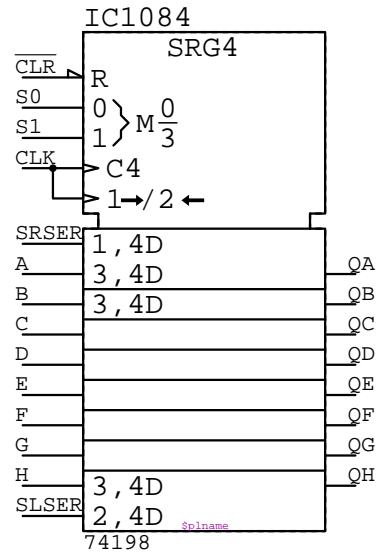 IC1084
SRG4
CLR R
S0 0
S1 1 M 0/3
CLK C4
1→/2 ←
SRSER 1,4D
A 3,4D QA
B 3,4D QB
C QC
D QD
E QE
F QF
G QG
H 3,4D QH
SLSER 2,4D
$plname
74198